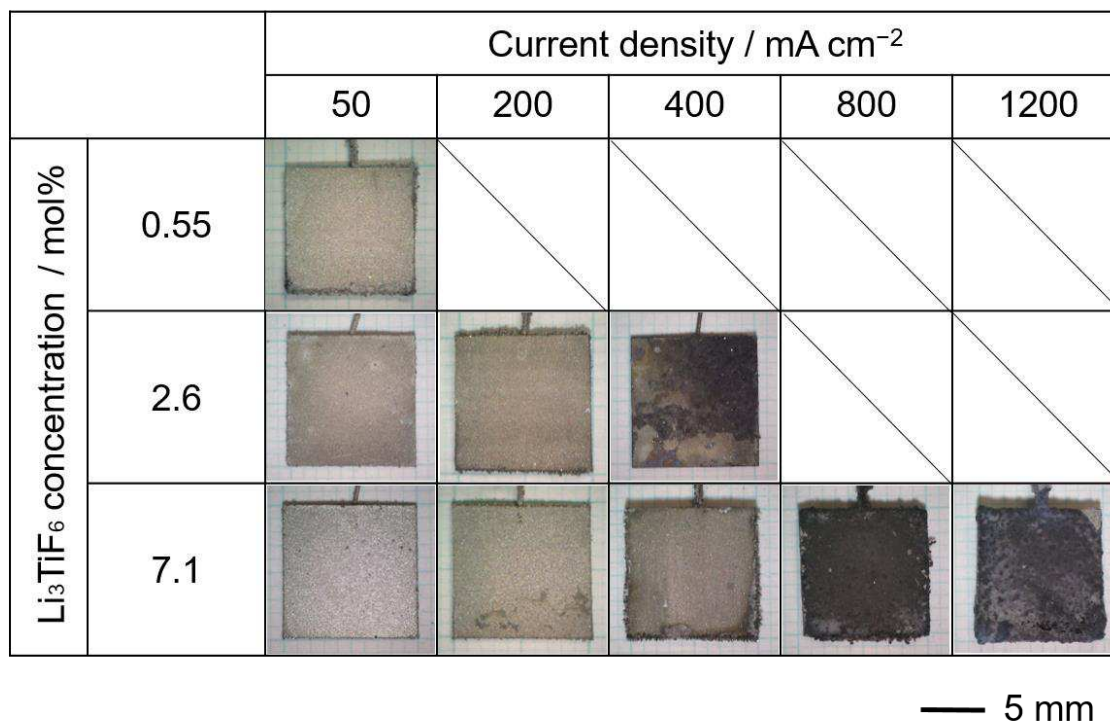 Current density / mA cm⁻²
50 200 400 800 1200
Li₃TiF₆ concentration / mol%
0.55
2.6
7.1
5 mm